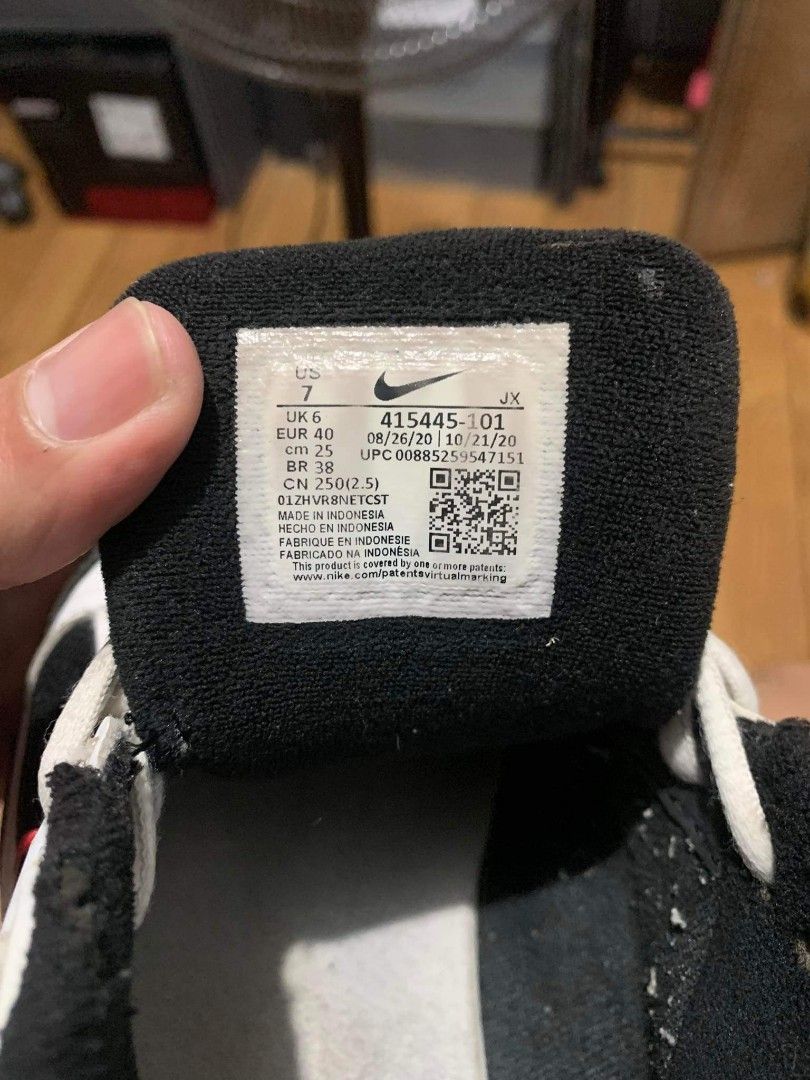 US
7
JX
UK 6
415445-101
EUR 40
08/26/20 | 10/21/20
cm 25
UPC 00885259547151
BR 38
CN 250(2.5)
01ZHVR8NETCST
MADE IN INDONESIA
HECHO EN INDONESIA
FABRIQUE EN INDONESIE
FABRICADO NA INDONÉSIA
This product is covered by one or more patents:
www.nike.com/patentsvirtualmarking